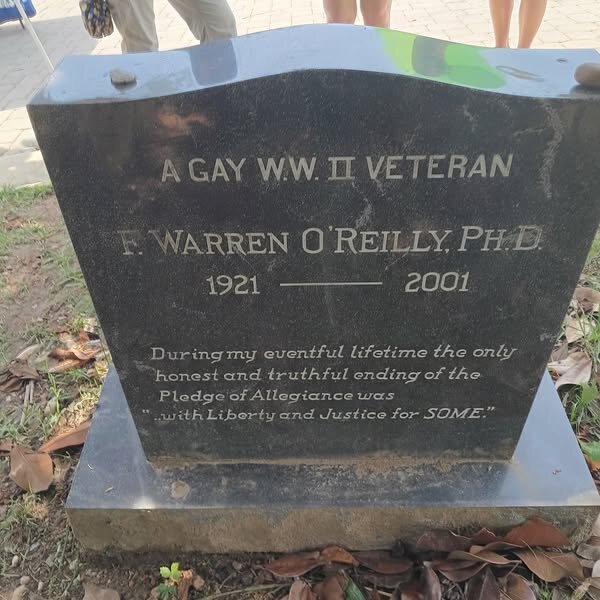 A GAY W.W. II VETERAN
F. WARREN O'REILLY, PH.D.
1921 — 2001
During my eventful lifetime the only
honest and truthful ending of the
Pledge of Allegiance was
"..with Liberty and Justice for SOME."